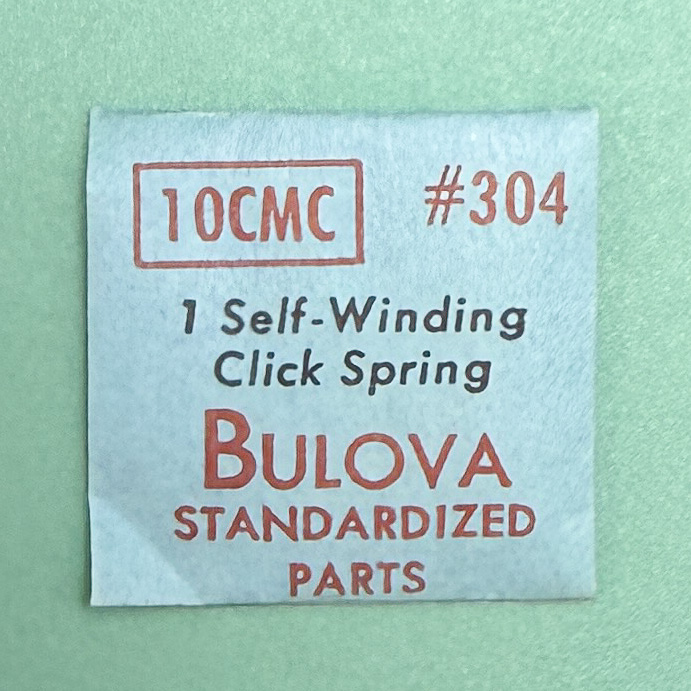 10CMC #304
1 Self-Winding
Click Spring
BULOVA
STANDARDIZED
PARTS